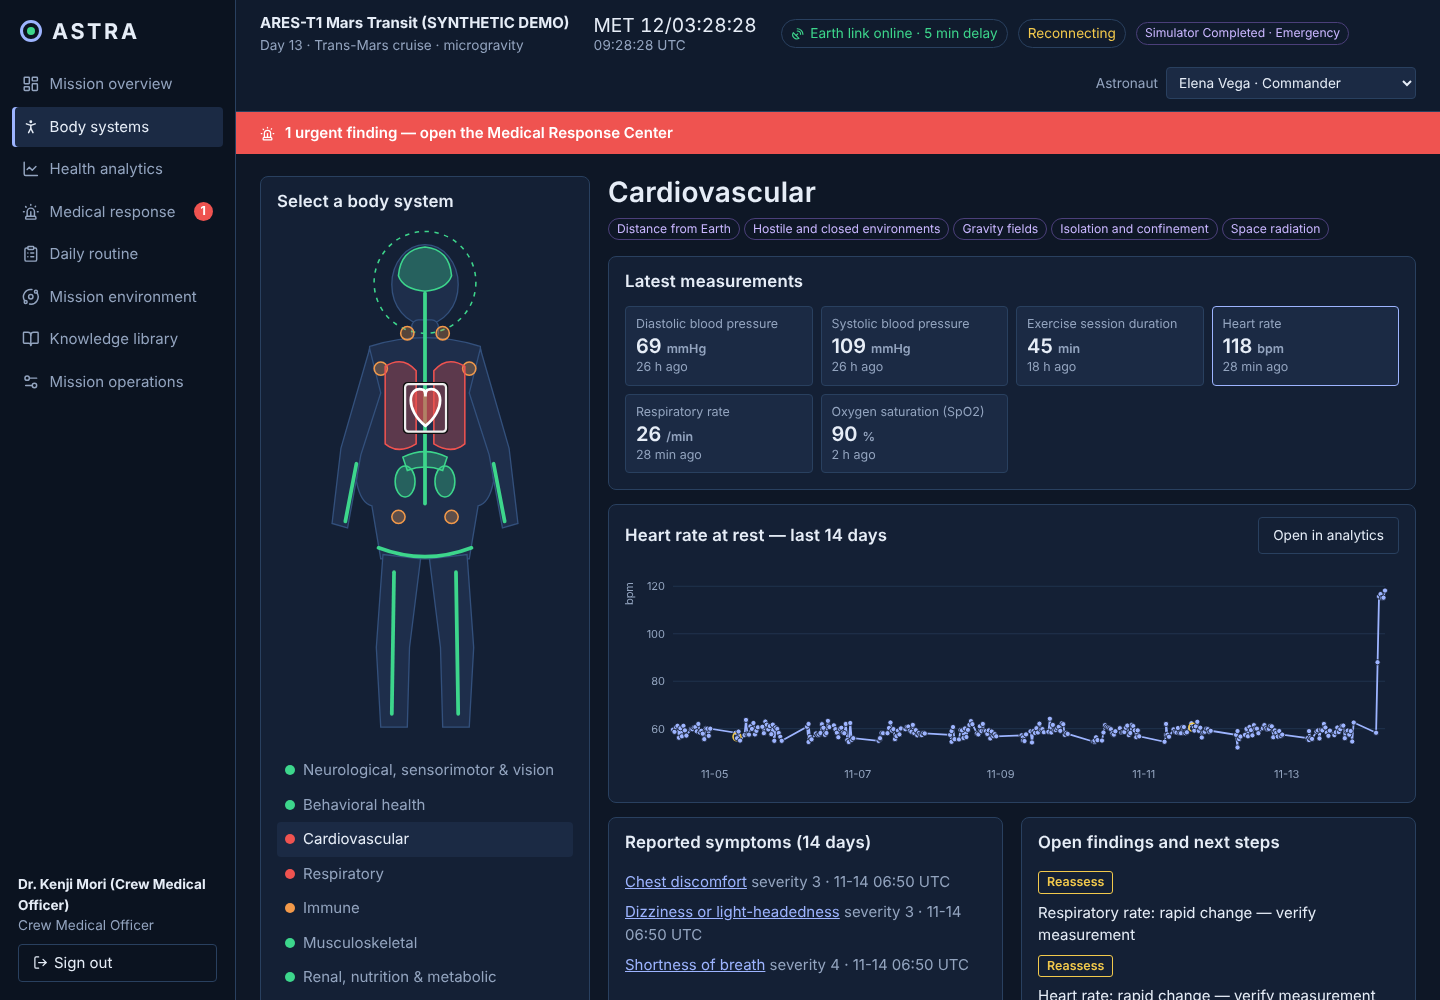 ASTRA
Mission overview
Body systems
Health analytics
Medical response 1
Daily routine
Mission environment
Knowledge library
Mission operations
Dr. Kenji Mori (Crew Medical
Officer)
Crew Medical Officer
Sign out
ARES-T1 Mars Transit (SYNTHETIC DEMO)
Day 13 · Trans-Mars cruise · microgravity
MET 12/03:28:28
09:28:28 UTC
Earth link online · 5 min delay
Reconnecting
Simulator Completed · Emergency
Astronaut
Elena Vega · Commander
1 urgent finding — open the Medical Response Center
Select a body system
Neurological, sensorimotor & vision
Behavioral health
Cardiovascular
Respiratory
Immune
Musculoskeletal
Renal, nutrition & metabolic
Cardiovascular
Distance from Earth
Hostile and closed environments
Gravity fields
Isolation and confinement
Space radiation
Latest measurements
Diastolic blood pressure
69 mmHg
26 h ago
Systolic blood pressure
109 mmHg
26 h ago
Exercise session duration
45 min
18 h ago
Heart rate
118 bpm
28 min ago
Respiratory rate
26 /min
28 min ago
Oxygen saturation (SpO2)
90 %
2 h ago
Heart rate at rest — last 14 days
Open in analytics
bpm
120
100
80
60
11-05
11-07
11-09
11-11
11-13
Reported symptoms (14 days)
Chest discomfort severity 3 · 11-14 06:50 UTC
Dizziness or light-headedness severity 3 · 11-14
06:50 UTC
Shortness of breath severity 4 · 11-14 06:50 UTC
Open findings and next steps
Reassess
Respiratory rate: rapid change — verify
measurement
Reassess
Heart rate: rapid change — verify measurement